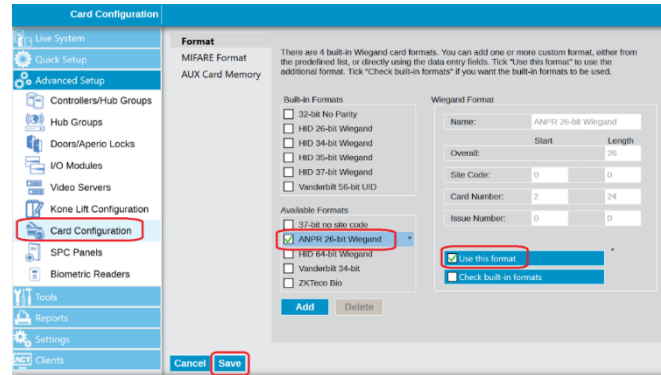 Card Configuration
Live System
Quick Setup
Advanced Setup
Controllers/Hub Groups
Hub Groups
Doors/Aperio Locks
I/O Modules
Video Servers
Kone Lift Configuration
Card Configuration
SPC Panels
Biometric Readers
Tools
Reports
Settings
ACT Clients
Format
MIFARE Format
AUX Card Memory
There are 4 built-in Wiegand card formats. You can add one or more custom format, either from
the predefined list, or directly using the data entry fields. Tick "Use this format" to use the
additional format. Tick "Check built-in formats" if you want the built-in formats to be used.
Built-in Formats
32-bit No Parity
HID 26-bit Wiegand
HID 34-bit Wiegand
HID 35-bit Wiegand
HID 37-bit Wiegand
Vanderbilt 56-bit UID
Available Formats
37-bit no site code
ANPR 26-bit Wiegand *
HID 64-bit Wiegand
Vanderbilt 34-bit
ZKTeco Bio
Add Delete
Wiegand Format
Name: ANPR 26-bit Wiegand
Start Length
Overall: 26
Site Code: 0 0
Card Number: 2 24
Issue Number: 0 0
Use this format *
Check built-in formats
Cancel Save